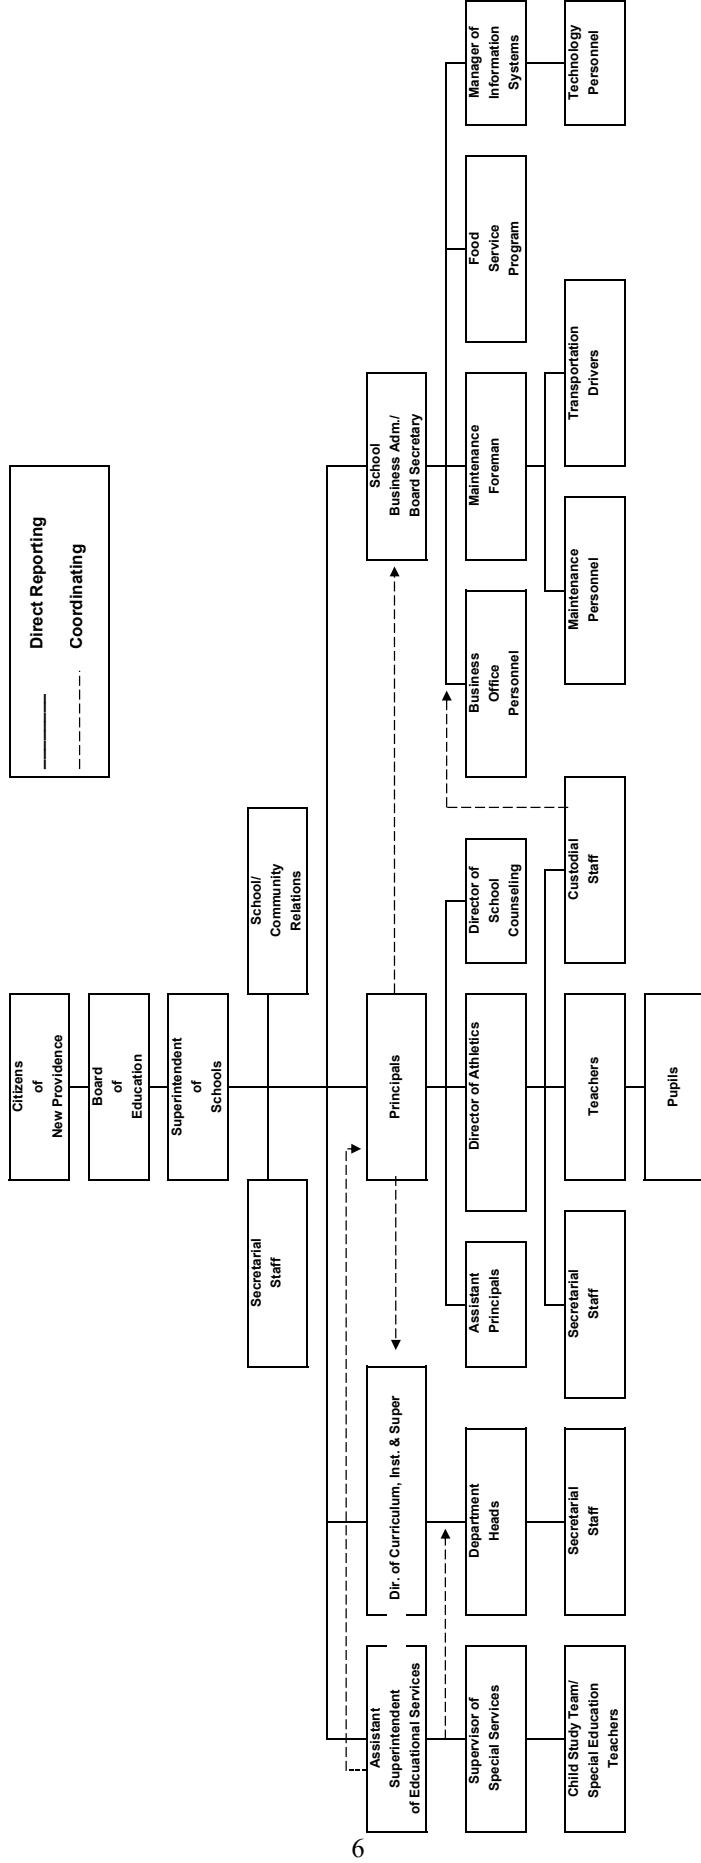 Citizens
of
New Providence
Board
of
Education
Superintendent
of
Schools
Secretarial
Staff
School/
Community
Relations
Direct Reporting
Coordinating
Assistant
Superintendent
of Edcuational Services
Dir. of Curriculum, Inst. & Super
Principals
School
Business Adm./
Board Secretary
Supervisor of
Special Services
Department
Heads
Assistant
Principals
Director of Athletics
Director of
School
Counseling
Business
Office
Personnel
Maintenance
Foreman
Food
Service
Program
Manager of
Information
Systems
Child Study Team/
Special Education
Teachers
Secretarial
Staff
Secretarial
Staff
Teachers
Custodial
Staff
Maintenance
Personnel
Transportation
Drivers
Technology
Personnel
Pupils
6